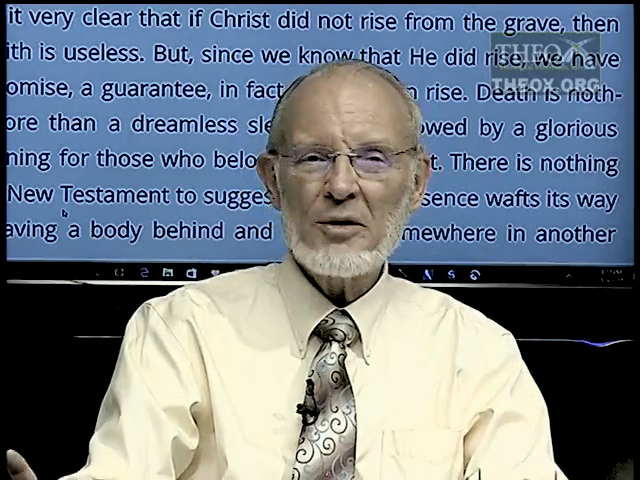 it very clear that if Christ did not rise from the grave, then
ith is useless. But, since we know that He did rise, we have
omise, a guarantee, in fact n rise. Death is noth-
ore than a dreamless sle owed by a glorious
ning for those who belo t. There is nothing
New Testament to sugges sence wafts its way
aving a body behind and mewhere in another
THEOX
THEOX.ORG